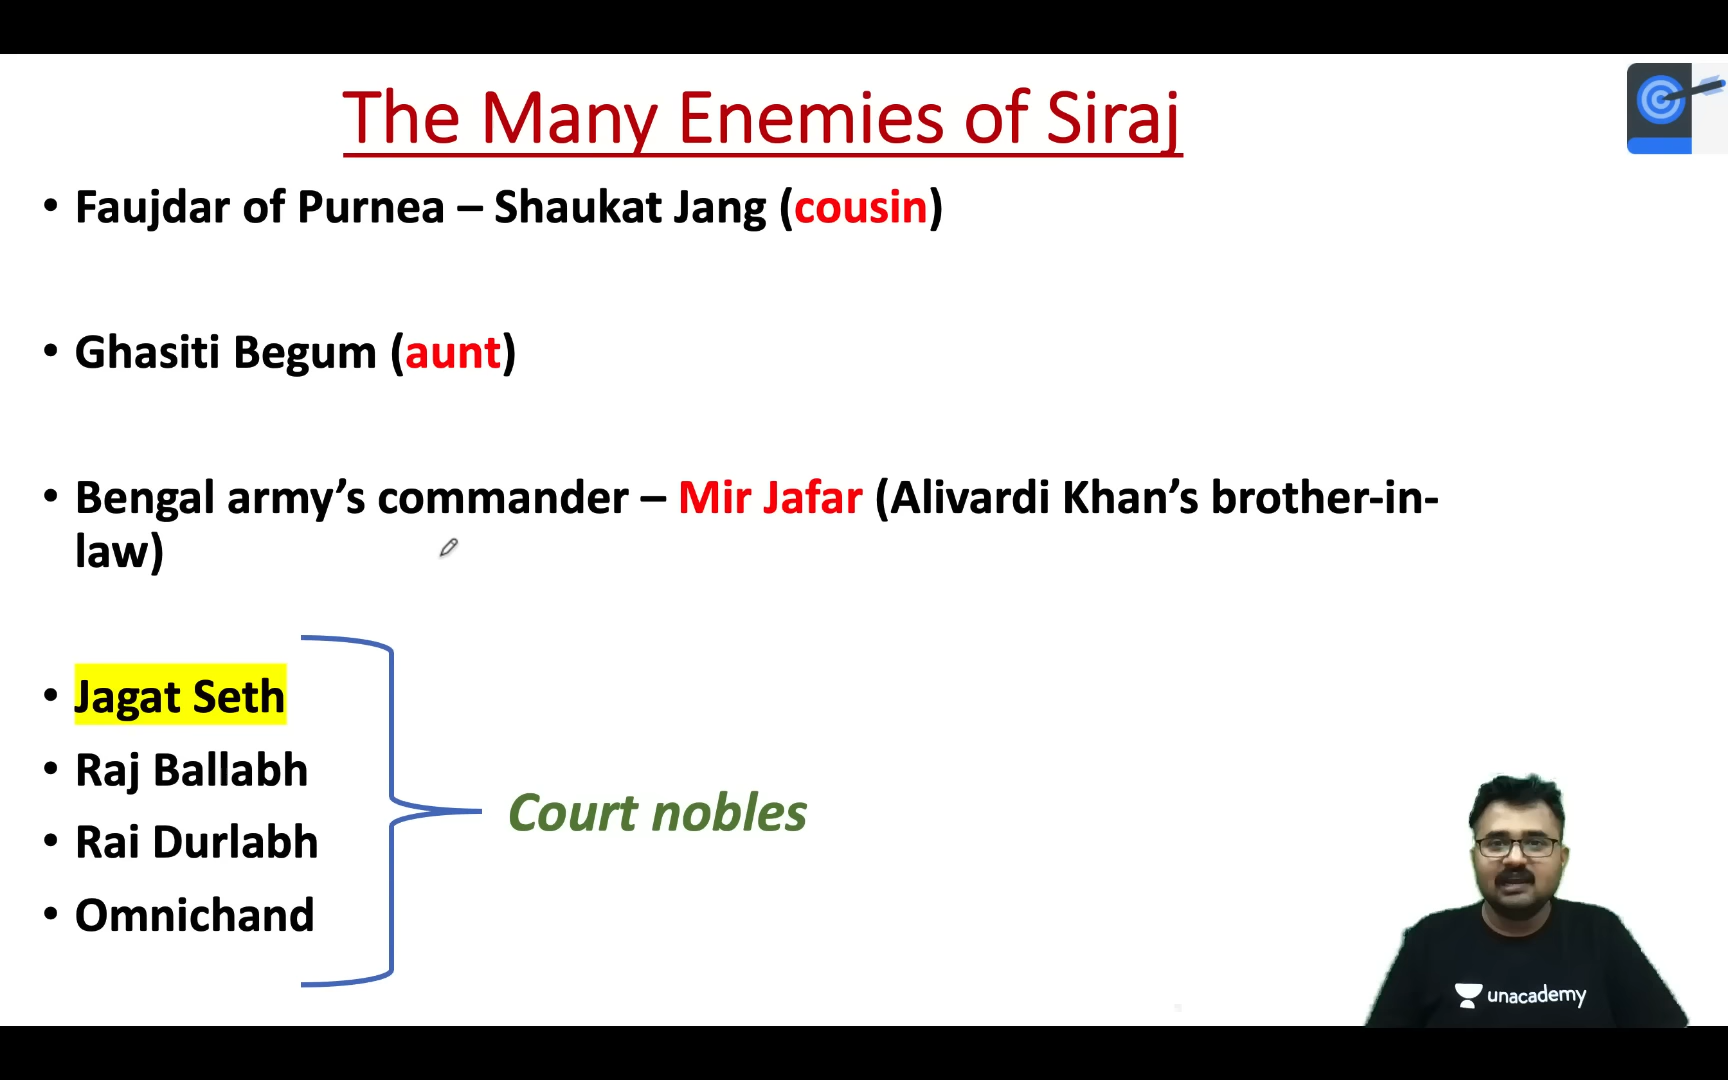 The Many Enemies of Siraj
• Faujdar of Purnea – Shaukat Jang (cousin)
• Ghasiti Begum (aunt)
• Bengal army’s commander – Mir Jafar (Alivardi Khan’s brother-in-
law)
• Jagat Seth
• Raj Ballabh
• Rai Durlabh
• Omnichand
Court nobles
unacademy